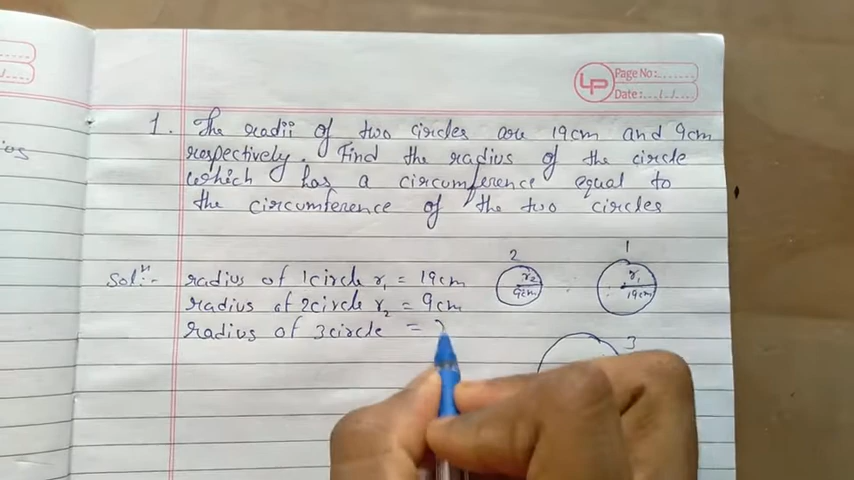 LP Page No:.......
Date:..../..../....
1. The radii of two circles are 19cm and 9cm
respectively. Find the radius of the circle
which has a circumference equal to
the circumference of the two circles
Solⁿ:- radius of 1circle r₁ = 19cm
radius of 2circle r₂ = 9cm
radius of 3circle = ?
2
r₂
9cm
1
r₁
19cm
3